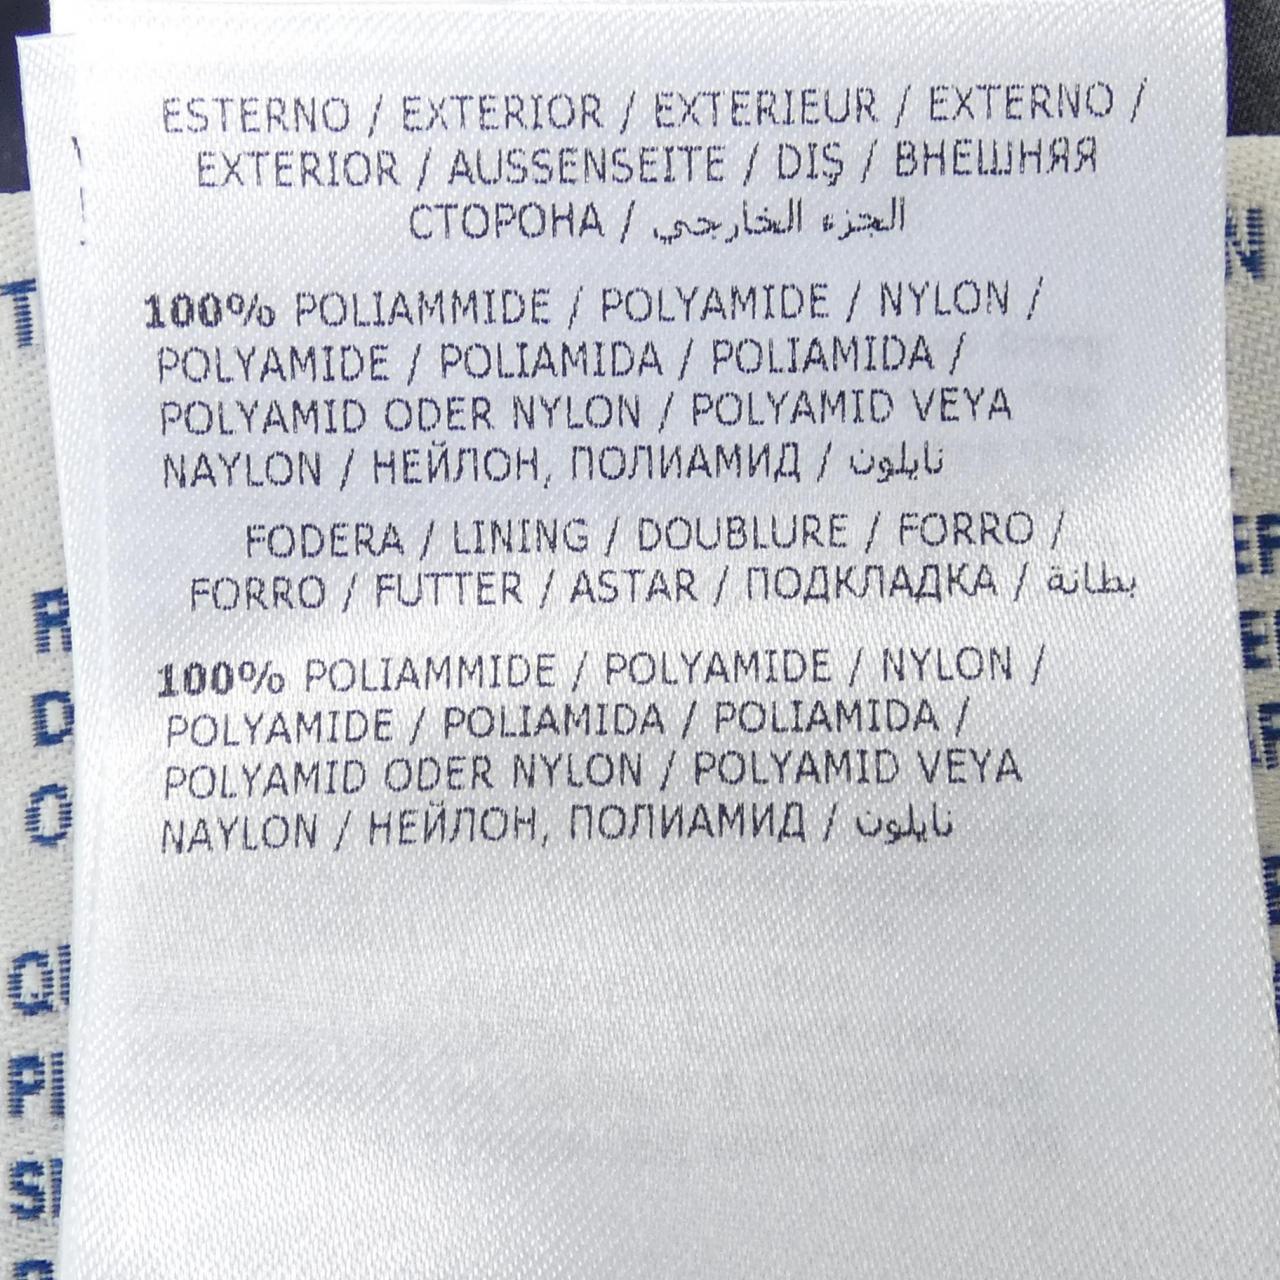 ESTERNO / EXTERIOR / EXTERIEUR / EXTERNO /
EXTERIOR / AUSSENSEITE / DIŞ / ВНЕШНЯЯ
СТОРОНА / الجزء الخارجي
100% POLIAMMIDE / POLYAMIDE / NYLON /
POLYAMIDE / POLIAMIDA / POLIAMIDA /
POLYAMID ODER NYLON / POLYAMID VEYA
NAYLON / НЕЙЛОН, ПОЛИАМИД / نايلون
FODERA / LINING / DOUBLURE / FORRO /
FORRO / FUTTER / ASTAR / ПОДКЛАДКА / بطانة
100% POLIAMMIDE / POLYAMIDE / NYLON /
POLYAMIDE / POLIAMIDA / POLIAMIDA /
POLYAMID ODER NYLON / POLYAMID VEYA
NAYLON / НЕЙЛОН, ПОЛИАМИД / نايلون